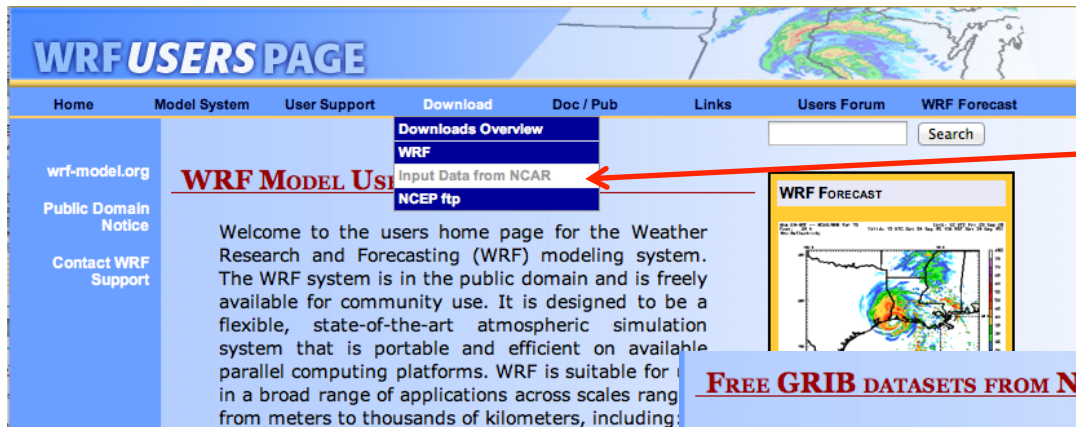 WRF USERS PAGE
Home Model System User Support Download Doc / Pub Links Users Forum WRF Forecast
Downloads Overview
WRF
Input Data from NCAR
NCEP ftp
Search
wrf-model.org
Public Domain
Notice
Contact WRF
Support
WRF MODEL US
Welcome to the users home page for the Weather
Research and Forecasting (WRF) modeling system.
The WRF system is in the public domain and is freely
available for community use. It is designed to be a
flexible, state-of-the-art atmospheric simulation
system that is portable and efficient on available
parallel computing platforms. WRF is suitable for
in a broad range of applications across scales rang
from meters to thousands of kilometers, including:
WRF FORECAST
FREE GRIB DATASETS FROM N